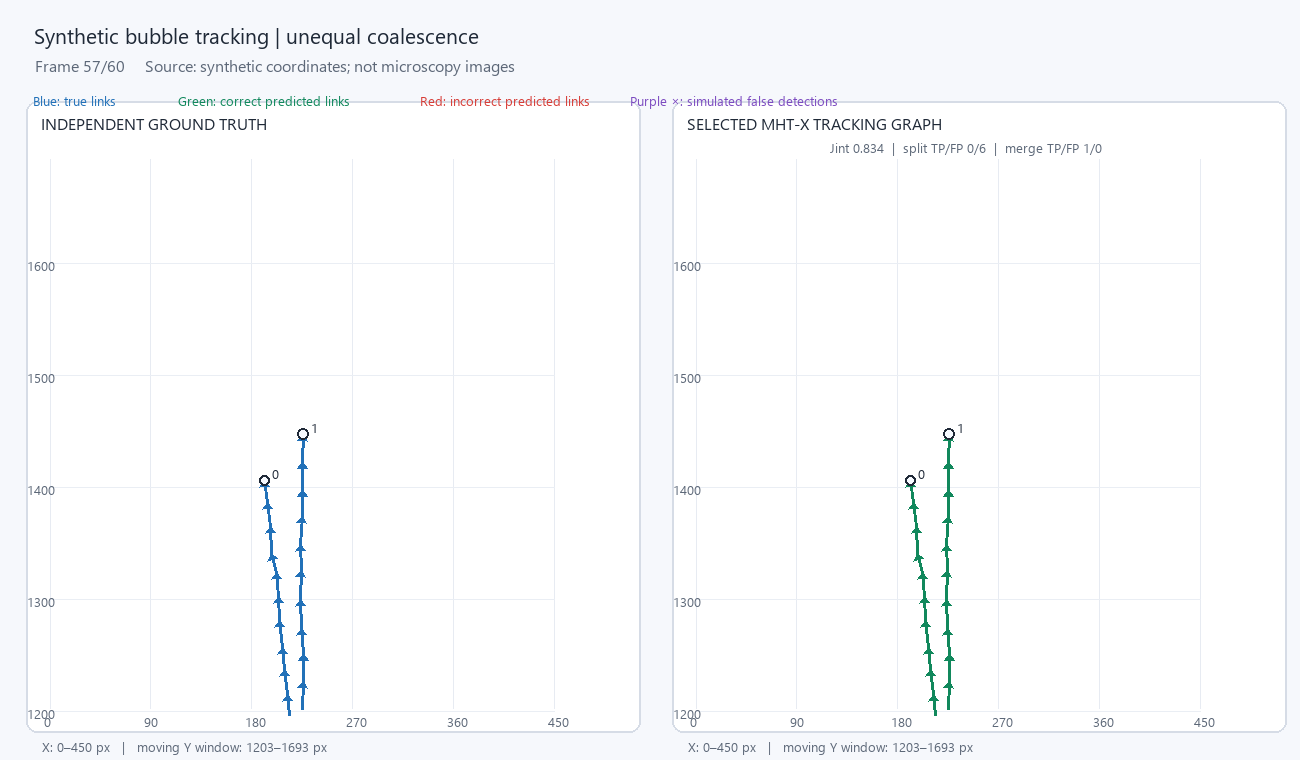 Synthetic bubble tracking | unequal coalescence
Frame 57/60 Source: synthetic coordinates; not microscopy images
Blue: true links Green: correct predicted links Red: incorrect predicted links Purple ×: simulated false detections
INDEPENDENT GROUND TRUTH
1600
1500
1
0
1400
1300
1200
0 90 180 270 360 450
X: 0–450 px | moving Y window: 1203–1693 px
SELECTED MHT-X TRACKING GRAPH
Jint 0.834 | split TP/FP 0/6 | merge TP/FP 1/0
1600
1500
1
0
1400
1300
1200
0 90 180 270 360 450
X: 0–450 px | moving Y window: 1203–1693 px